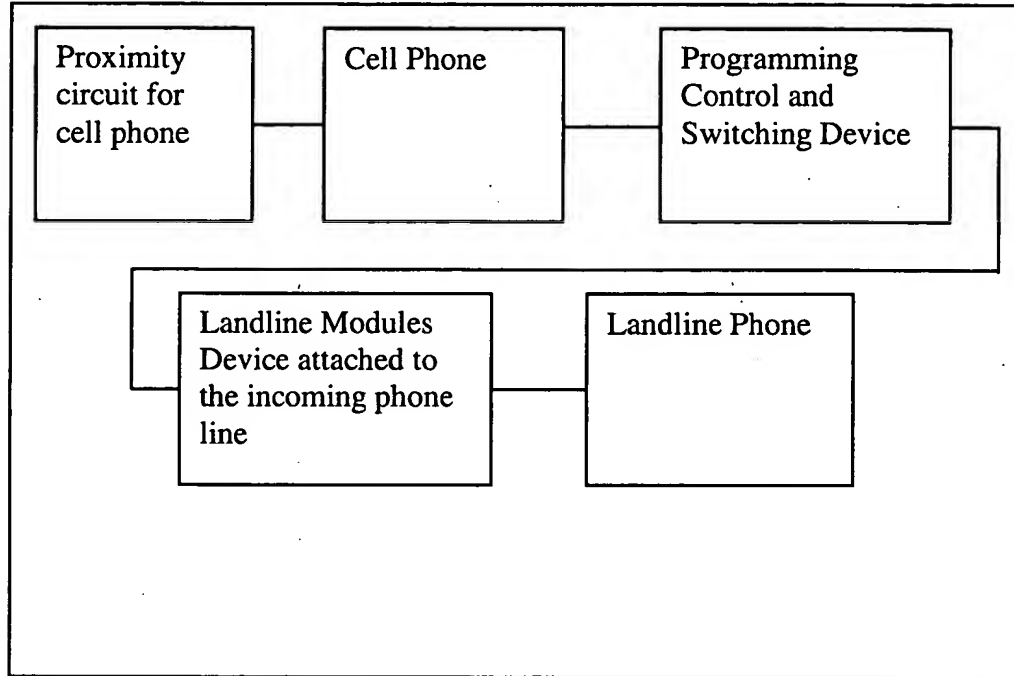 Proximity
circuit for
cell phone
Cell Phone
Programming
Control and
Switching Device
Landline Modules
Device attached to
the incoming phone
line
Landline Phone